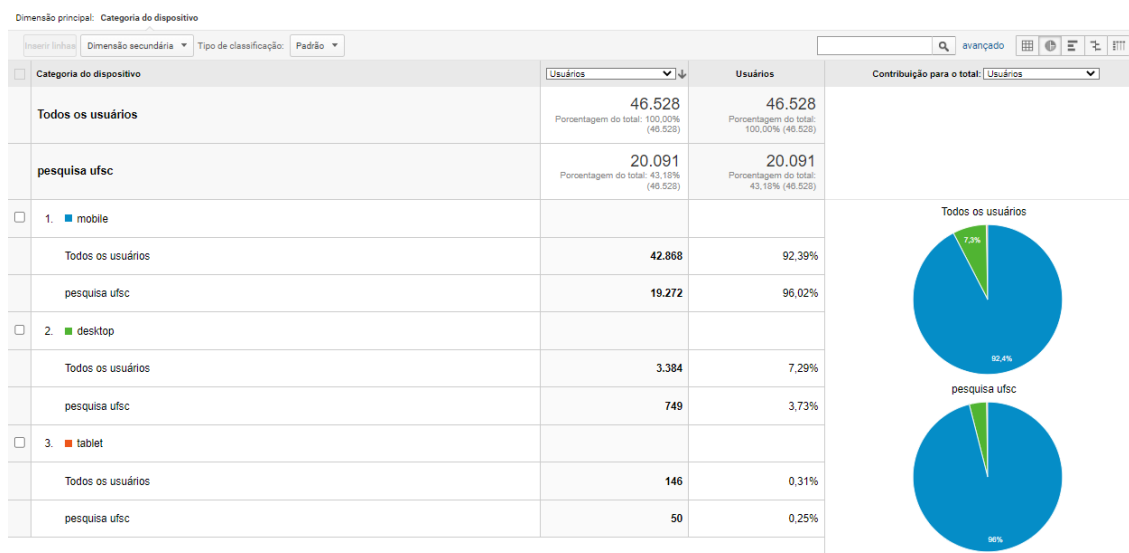 Dimensão principal: Categoria do dispositivo
Inserir linhas Dimensão secundária Tipo de classificação: Padrão avançado
Categoria do dispositivo Usuários Usuários Contribuição para o total: Usuários
Todos os usuários 46.528 46.528
Porcentagem do total: 100,00% Porcentagem do total:
(46.528) 100,00% (46.528)
pesquisa ufsc 20.091 20.091
Porcentagem do total: 43,18% Porcentagem do total:
(46.528) 43,18% (46.528)
1. mobile
Todos os usuários 42.868 92,39%
pesquisa ufsc 19.272 96,02%
2. desktop
Todos os usuários 3.384 7,29%
pesquisa ufsc 749 3,73%
3. tablet
Todos os usuários 146 0,31%
pesquisa ufsc 50 0,25%
Todos os usuários
7,3%
92,4%
pesquisa ufsc
96%